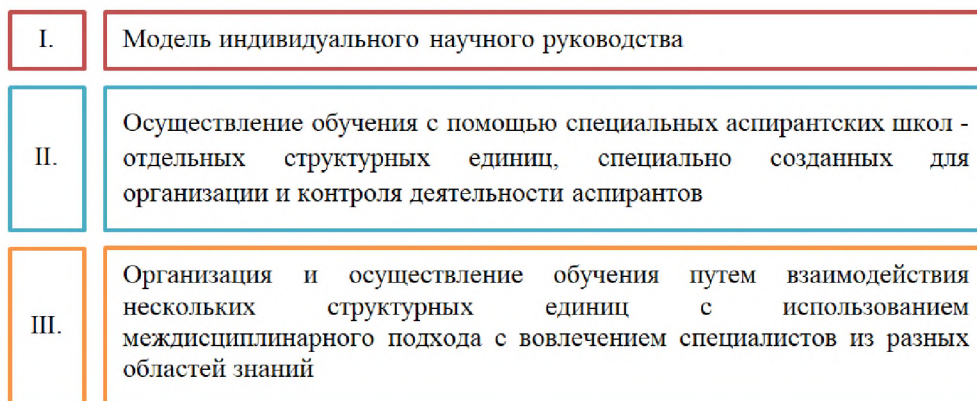 I. Модель индивидуального научного руководства
II. Осуществление обучения с помощью специальных аспирантских школ -
отдельных структурных единиц, специально созданных для
организации и контроля деятельности аспирантов
III. Организация и осуществление обучения путем взаимодействия
нескольких структурных единиц с использованием
междисциплинарного подхода с вовлечением специалистов из разных
областей знаний